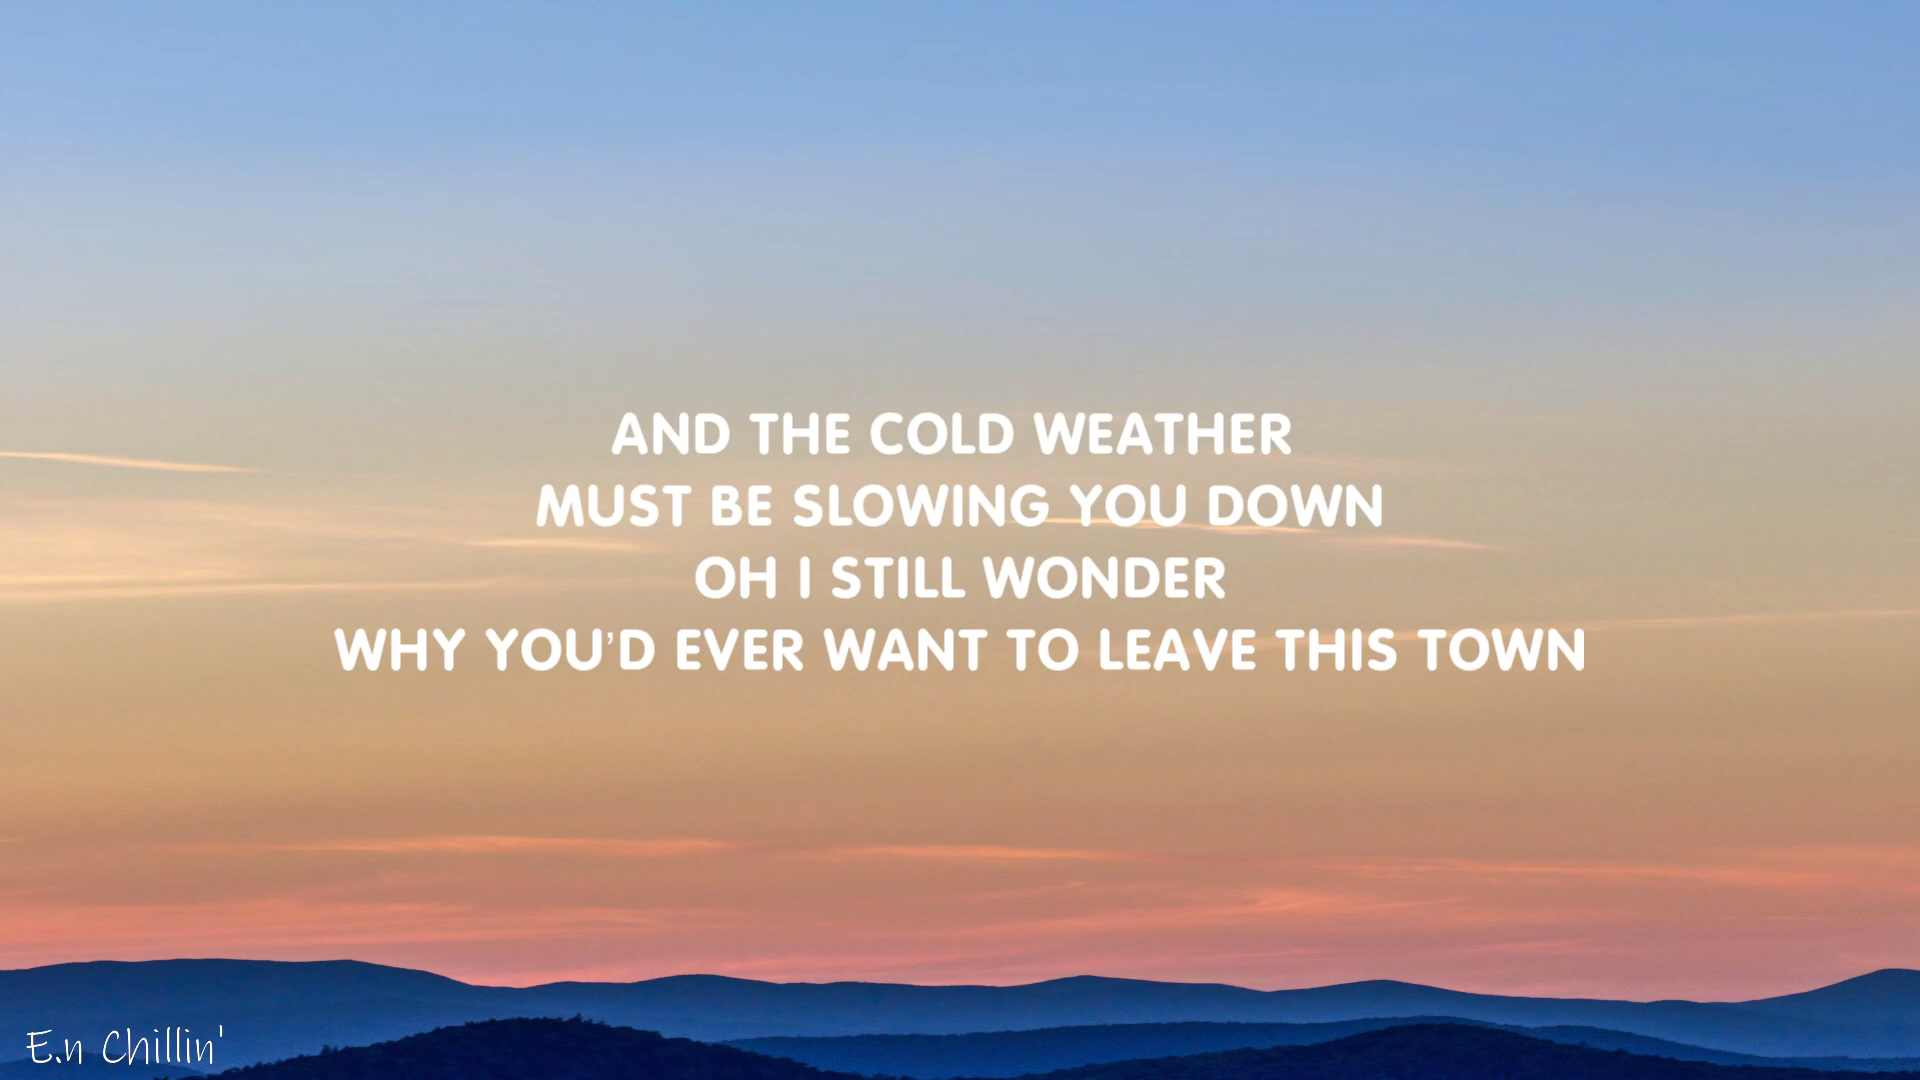 AND THE COLD WEATHER
MUST BE SLOWING YOU DOWN
OH I STILL WONDER
WHY YOU'D EVER WANT TO LEAVE THIS TOWN
E.n Chillin'